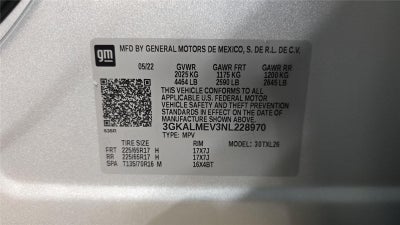 gm
MFD BY GENERAL MOTORS DE MEXICO, S. DE R.L. DE C.V.
05/22 GVWR GAWR FRT GAWR RR
2025 KG 1175 KG 1200 KG
4464 LB 2590 LB 2645 LB
THIS VEHICLE CONFORMS TO ALL
APPLICABLE U.S. FEDERAL MOTOR
VEHICLE SAFETY, BUMPER, AND THEFT
PREVENTION STANDARDS IN EFFECT ON
THE DATE OF MANUFACTURE SHOWN ABOVE.
3GKALMEV3NL228970
TYPE: MPV MODEL: 30TXL26
TIRE SIZE RIM
FRT 225/65R17 H 17X7J
RR 225/65R17 H 17X7J
SPA T135/70R16 M 16X4BT